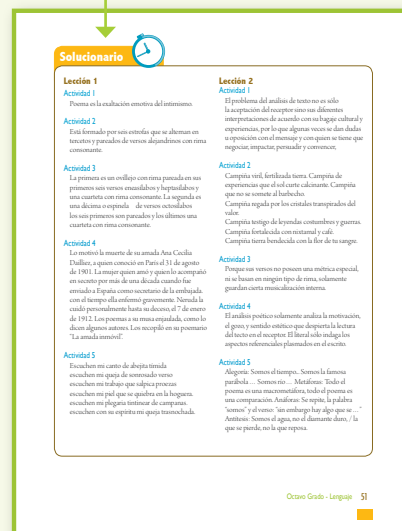 Solucionario
Lección 1
Actividad 1
Poema es la exaltación emotiva del intimismo.
Actividad 2
Está formado por seis estrofas que se alternan en
tercetos y pareados de versos alejandrinos con rima
consonante.
Actividad 3
La primera es un ovillejo con rima pareada en sus
primeros seis versos eneasílabos y heptasílabos y
una cuarteta con rima consonante. La segunda es
una décima o espinela de versos octosílabos
los seis primeros son pareados y los últimos una
cuarteta con rima consonante.
Actividad 4
Lo motivó la muerte de su amada Ana Cecilia
Dailliez, a quien conoció en París el 31 de agosto
de 1901. La mujer quien amó y quien lo acompañó
en secreto por más de una década cuando fue
enviado a España como secretario de la embajada.
con el tiempo ella enfermó gravemente. Neruda la
cuidó personalmente hasta su deceso, el 7 de enero
de 1912. Los poemas a su musa enjaulada, como lo
dicen algunos autores. Los recopiló en su poemario
"La amada inmóvil".
Actividad 5
Escuchen mi canto de abejita tímida
escuchen mi queja de sonrosado verso
escuchen mi trabajo que salpica proezas
escuchen mi piel que se quiebra en la hoguera.
escuchen mi plegaria tintinear de campanas.
escuchen con su espíritu mi queja trasnochada.
Lección 2
Actividad 1
El problema del análisis de texto no es sólo
la aceptación del receptor sino sus diferentes
interpretaciones de acuerdo con su bagaje cultural y
experiencias, por lo que algunas veces se dan dudas
u oposición con el mensaje y con quien se tiene que
negociar, impactar, persuadir y convencer,
Actividad 2
Campiña viril, fertilizada tierra. Campiña de
experiencias que el sol curte calcinante. Campiña
que no se somete al barbecho.
Campiña regada por los cristales transpirados del
valor.
Campiña testigo de leyendas costumbres y guerras.
Campiña fortalecida con nixtamal y café.
Campiña tierra bendecida con la flor de tu sangre.
Actividad 3
Porque sus versos no poseen una métrica especial,
ni se basan en ningún tipo de rima, solamente
guardan cierta musicalización interna.
Actividad 4
El análisis poético solamente analiza la motivación,
el gozo, y sentido estético que despierta la lectura
del tecto en el receptor. El literal sólo indaga los
aspectos referenciales plasmados en el escrito.
Actividad 5
Alegoría: Somos el tiempo.. Somos la famosa
parábola … Somos río … Metáforas: Todo el
poema es una macrometáfora, todo el poema es
una comparación. Anáforas: Se repite, la palabra
"somos" y el verso: "sin embargo hay algo que se…"
Antítesis: Somos el agua, no el diamante duro, / la
que se pierde, no la que reposa.
Octavo Grado - Lenguaje 51